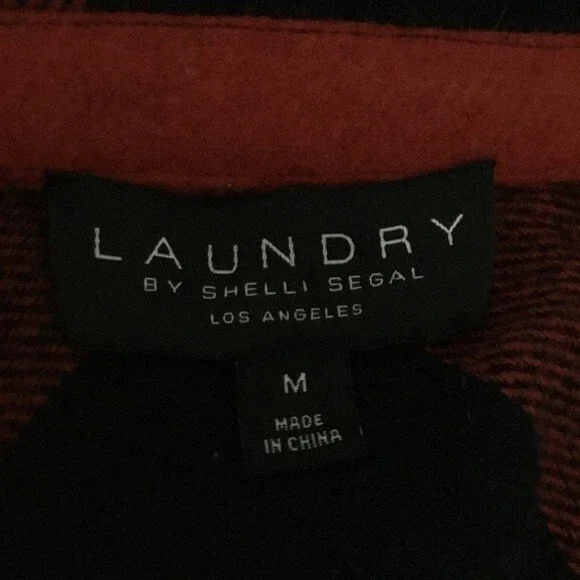 LAUNDRY
BY SHELLI SEGAL
LOS ANGELES
M
MADE
IN CHINA